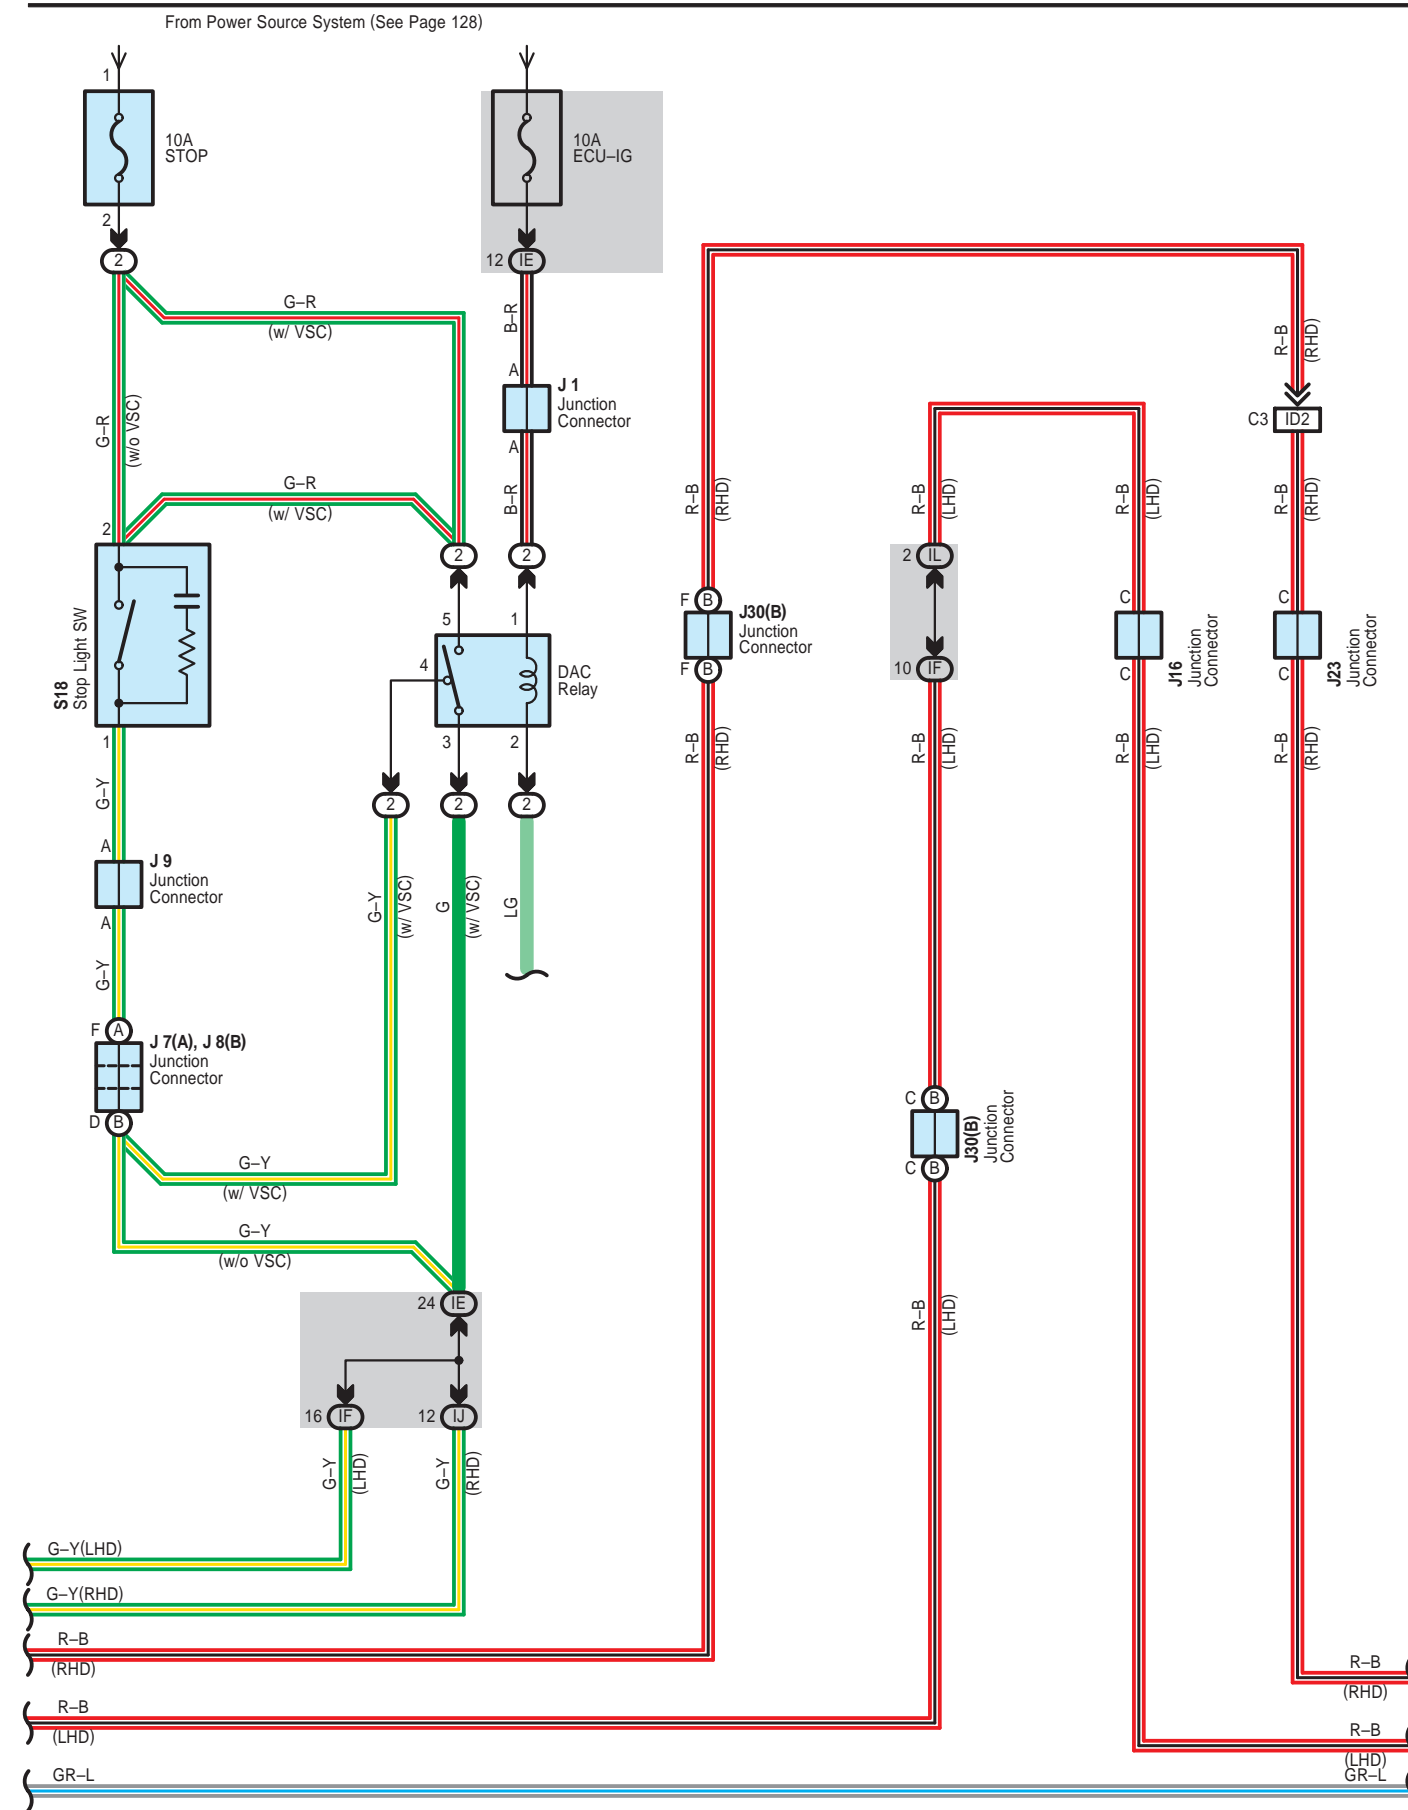 From Power Source System (See Page 128)
1
10A
STOP
2
2
10A
ECU–IG
12
IE
G–R
(w/ VSC)
B–R
A
J 1
Junction
Connector
A
B–R
G–R
(w/o VSC)
G–R
(w/ VSC)
2
2
2
S18
Stop Light SW
1
5
1
4
DAC
Relay
3
2
2
2
2
G–Y
A
J 9
Junction
Connector
A
G–Y
G–Y
(w/ VSC)
G
(w/ VSC)
LG
F
A
J 7(A), J 8(B)
Junction
Connector
D
B
G–Y
(w/ VSC)
G–Y
(w/o VSC)
24
IE
16
IF
12
IJ
G–Y
(LHD)
G–Y
(RHD)
R–B
(RHD)
F
B
J30(B)
Junction
Connector
F
B
R–B
(RHD)
R–B
(LHD)
2
IL
10
IF
R–B
(LHD)
C
B
J30(B)
Junction
Connector
C
B
R–B
(LHD)
R–B
(LHD)
C
J16
Junction
Connector
C
R–B
(LHD)
R–B
(RHD)
C3
ID2
R–B
(RHD)
C
J23
Junction
Connector
C
R–B
(RHD)
G–Y(LHD)
G–Y(RHD)
R–B
(RHD)
R–B
(LHD)
GR–L
R–B
(RHD)
R–B
(LHD)
GR–L